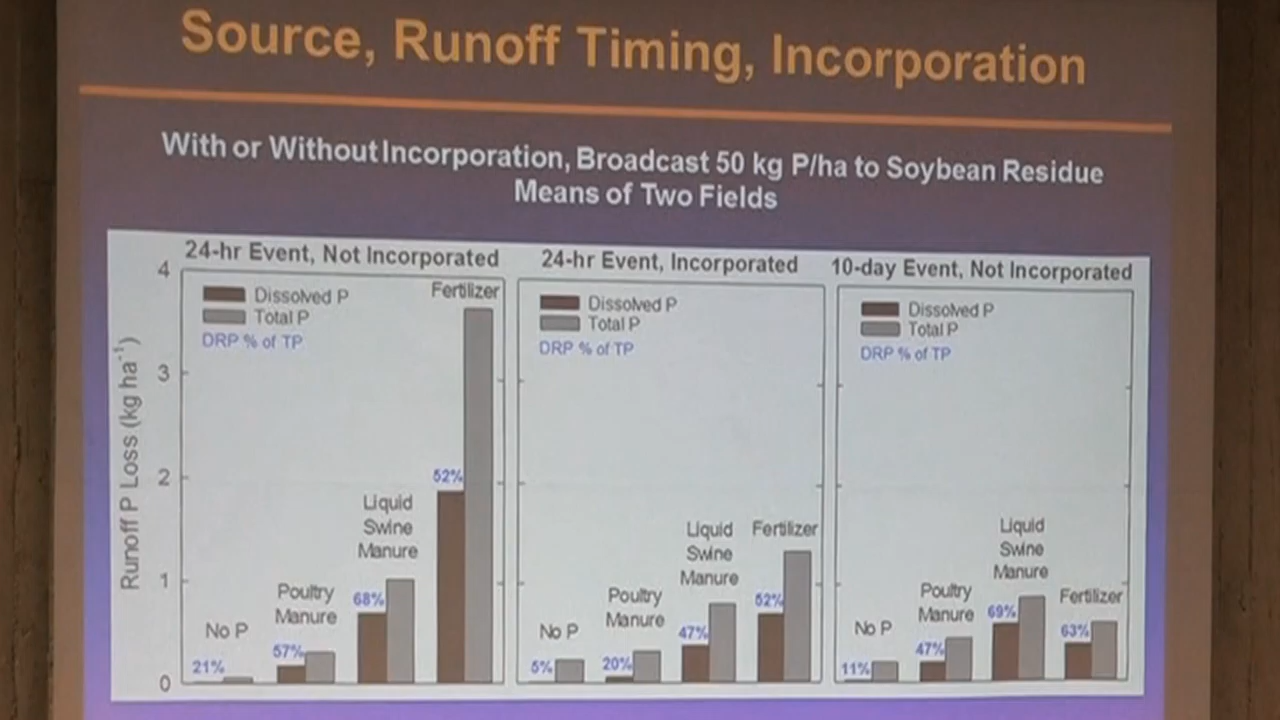 Source, Runoff Timing, Incorporation
With or Without Incorporation, Broadcast 50 kg P/ha to Soybean Residue
Means of Two Fields
24-hr Event, Not Incorporated
24-hr Event, Incorporated
10-day Event, Not Incorporated
Runoff P Loss (kg ha⁻¹)
4
3
2
1
0
Dissolved P
Total P
DRP % of TP
Fertilizer
52%
Liquid
Swine
Manure
68%
Poultry
Manure
57%
No P
21%
Dissolved P
Total P
DRP % of TP
Liquid
Swine
Manure
Fertilizer
52%
47%
Poultry
Manure
20%
No P
5%
Dissolved P
Total P
DRP % of TP
Liquid
Swine
Manure
69%
Fertilizer
63%
Poultry
Manure
47%
No P
11%